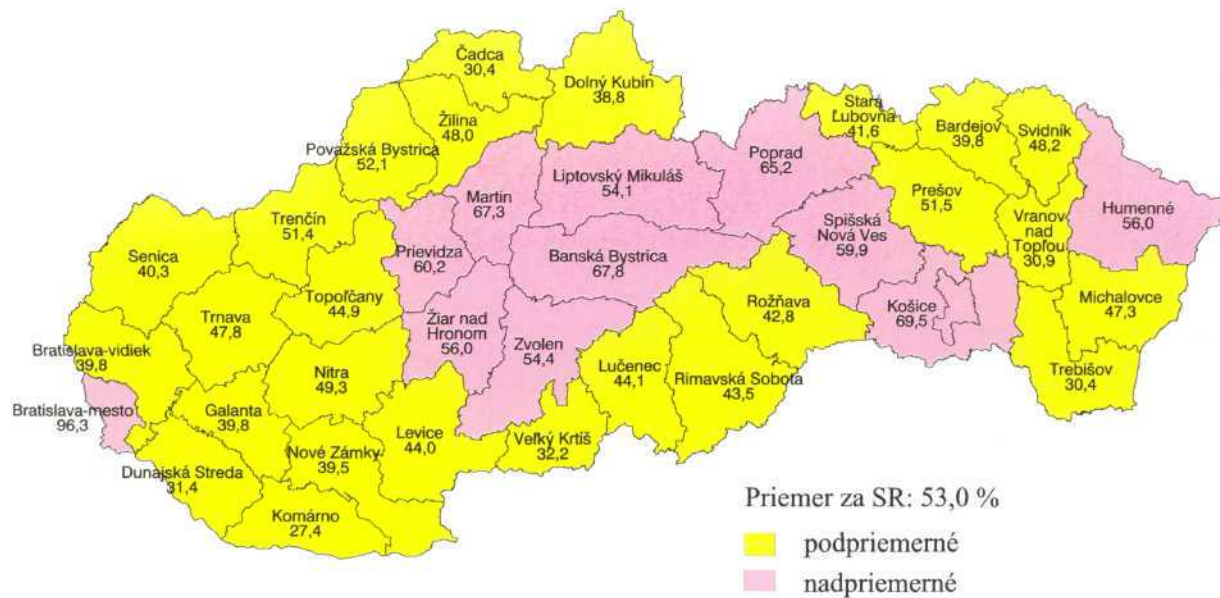 Čadca
30,4
Dolný Kubín
38,8
Žilina
48,0
Považská Bystrica
52,1
Stará
Ľubovňa
41,6
Bardejov
39,8
Svidník
48,2
Poprad
65,2
Liptovský Mikuláš
54,1
Martin
67,3
Prešov
51,5
Humenné
56,0
Vranov
nad
Topľou
30,9
Trenčín
51,4
Spišská
Nová Ves
59,9
Prievidza
60,2
Banská Bystrica
67,8
Senica
40,3
Topoľčany
44,9
Rožňava
42,8
Košice
69,5
Michalovce
47,3
Trnava
47,8
Žiar nad
Hronom
56,0
Zvolen
54,4
Bratislava-vidiek
39,8
Nitra
49,3
Lučenec
44,1
Rimavská Sobota
43,5
Trebišov
30,4
Bratislava-mesto
96,3
Galanta
39,8
Levice
44,0
Veľký Krtíš
32,2
Nové Zámky
39,5
Dunajská Streda
31,4
Komárno
27,4
Priemer za SR: 53,0 %
podpriemerné
nadpriemerné